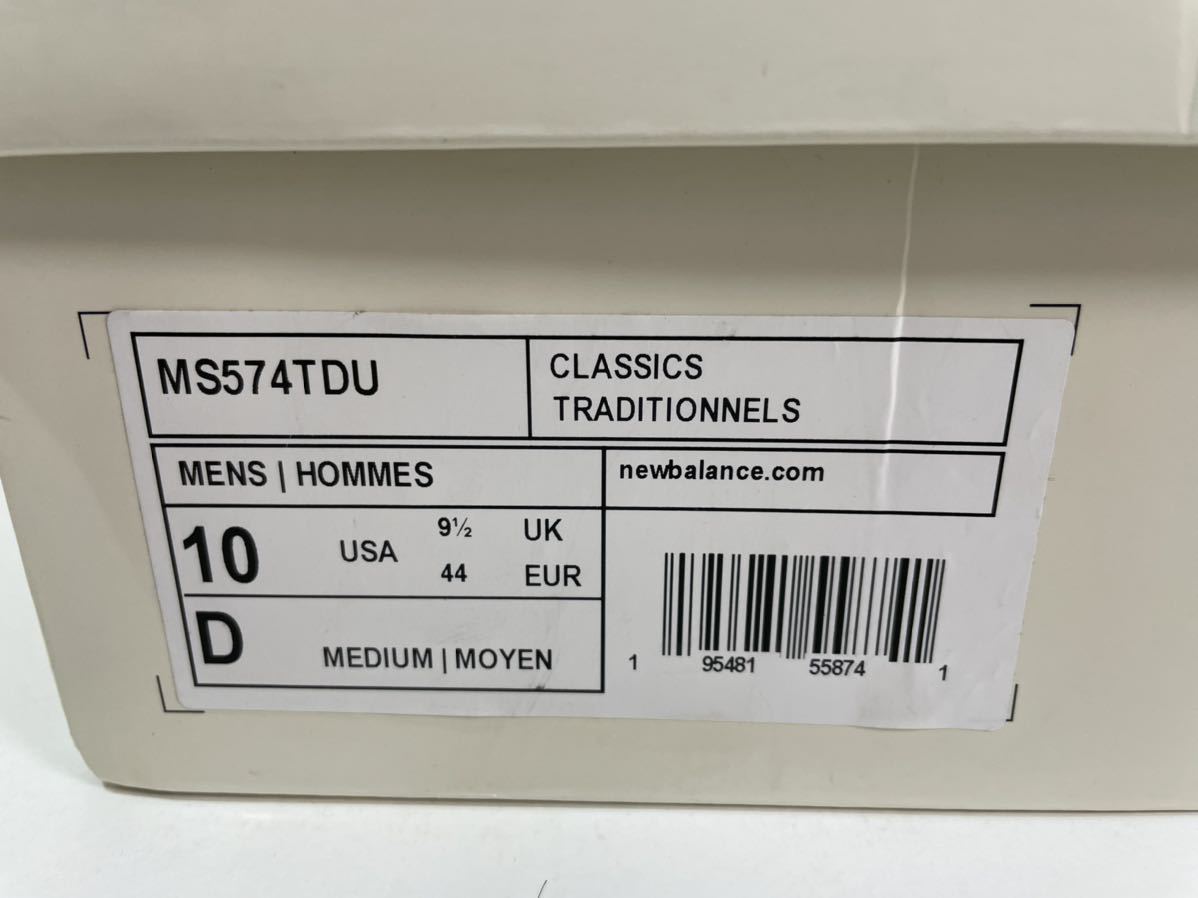 MS574TDU
CLASSICS
TRADITIONNELS
MENS | HOMMES
newbalance.com
10 USA 9½ UK
44 EUR
D MEDIUM | MOYEN
1 95481 55874 1